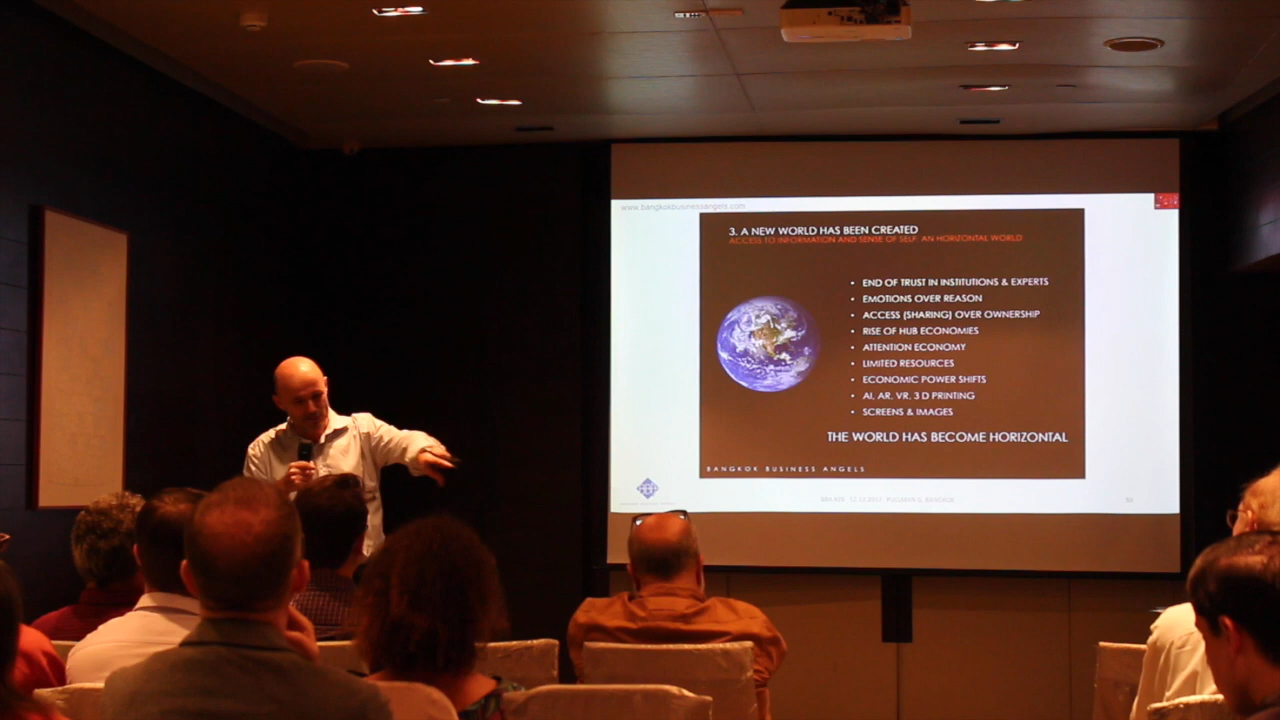 www.bangkokbusinessangels.com
3. A NEW WORLD HAS BEEN CREATED
ACCESS TO INFORMATION AND SENSE OF SELF: AN HORIZONTAL WORLD
• END OF TRUST IN INSTITUTIONS & EXPERTS
• EMOTIONS OVER REASON
• ACCESS (SHARING) OVER OWNERSHIP
• RISE OF HUB ECONOMIES
• ATTENTION ECONOMY
• LIMITED RESOURCES
• ECONOMIC POWER SHIFTS
• AI, AR, VR, 3 D PRINTING
• SCREENS & IMAGES
THE WORLD HAS BECOME HORIZONTAL
BANGKOK BUSINESS ANGELS
BANGKOK